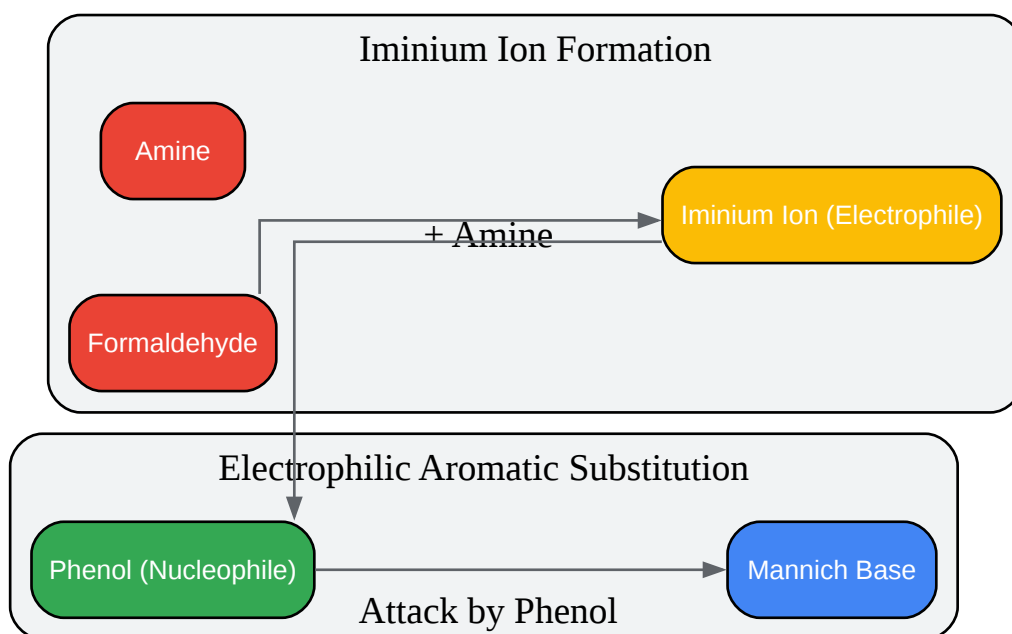 Iminium Ion Formation
Amine
Iminium Ion (Electrophile)
+ Amine
Formaldehyde
Electrophilic Aromatic Substitution
Phenol (Nucleophile)
Mannich Base
Attack by Phenol